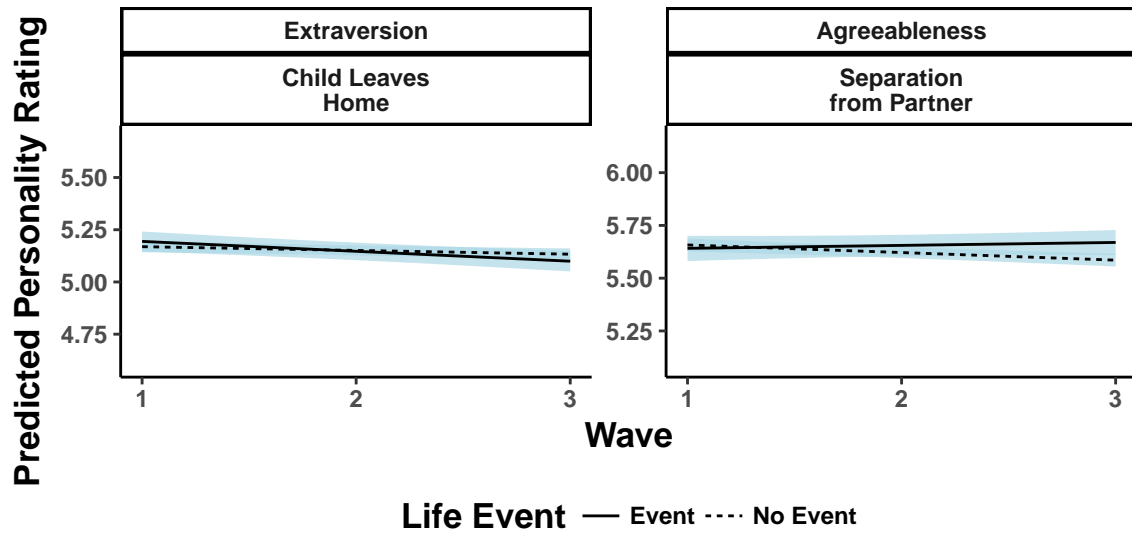 Predicted Personality Rating
Extraversion
Child Leaves
Home
5.50
5.25
5.00
4.75
1
2
3
Agreeableness
Separation
from Partner
6.00
5.75
5.50
5.25
1
2
3
Wave
Life Event Event No Event